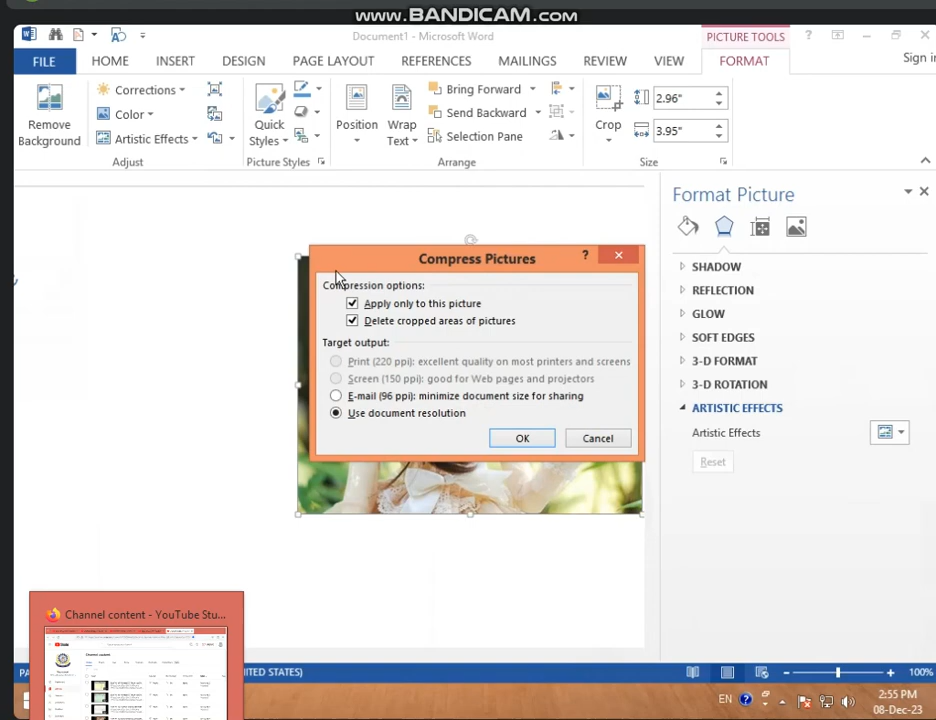 www.BANDICAM.com
Document1 - Microsoft Word
PICTURE TOOLS
FILE
HOME
INSERT
DESIGN
PAGE LAYOUT
REFERENCES
MAILINGS
REVIEW
VIEW
FORMAT
Sign i
Remove Background
Corrections
Color
Artistic Effects
Adjust
Quick Styles
Picture Styles
Position
Wrap Text
Bring Forward
Send Backward
Selection Pane
Arrange
Crop
2.96"
3.95"
Size
Format Picture
SHADOW
REFLECTION
GLOW
SOFT EDGES
3-D FORMAT
3-D ROTATION
ARTISTIC EFFECTS
Artistic Effects
Reset
Compress Pictures
Compression options:
Apply only to this picture
Delete cropped areas of pictures
Target output:
Print (220 ppi): excellent quality on most printers and screens
Screen (150 ppi): good for Web pages and projectors
E-mail (96 ppi): minimize document size for sharing
Use document resolution
OK
Cancel
Channel content - YouTube Stu...
PA
(UNITED STATES)
100%
EN
2:55 PM
08-Dec-23